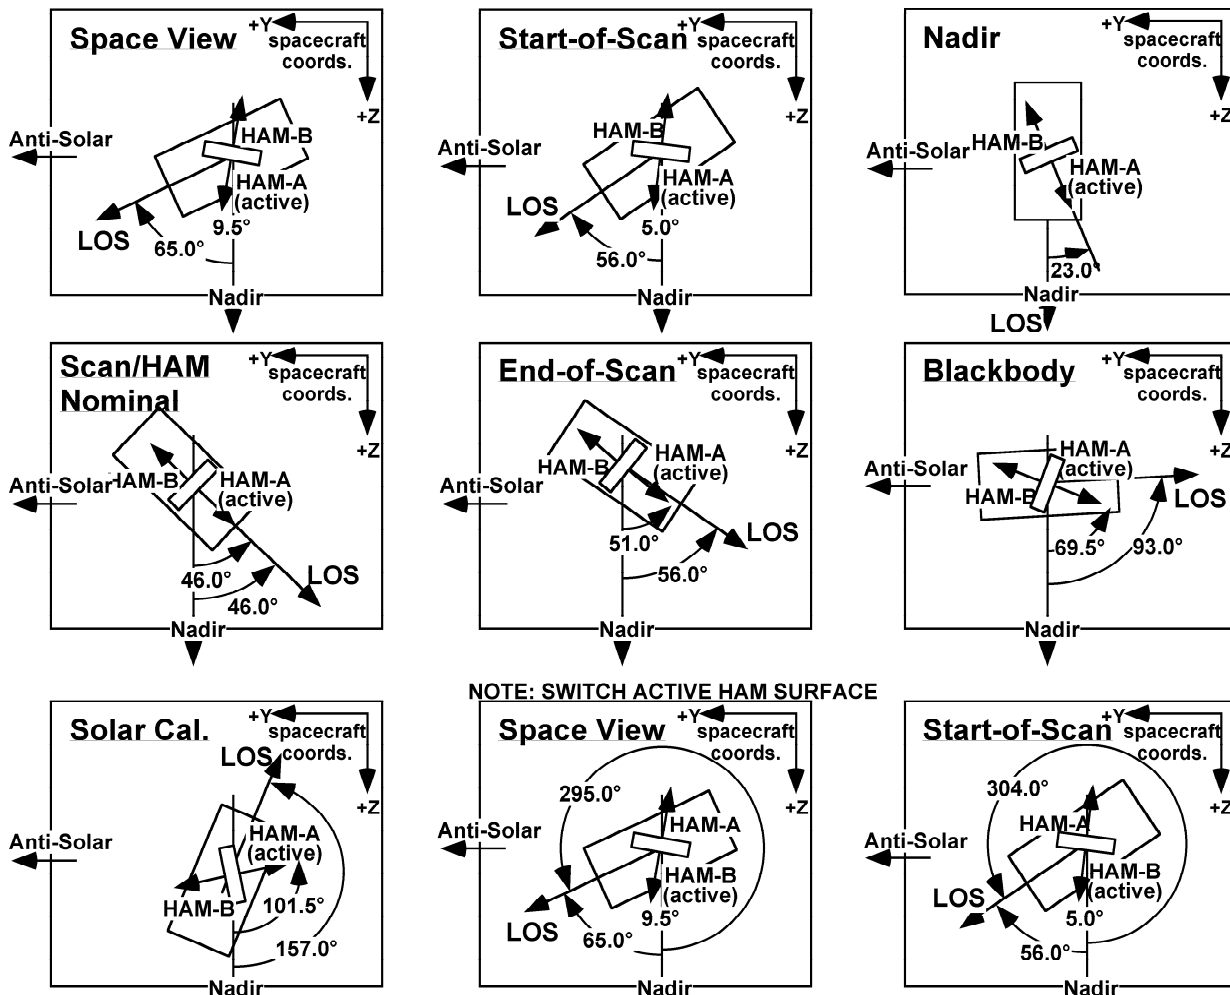 Space View
+Y
spacecraft
coords.
+Z
Anti-Solar
HAM-B
HAM-A
(active)
LOS
9.5°
65.0°
Nadir
Start-of-Scan
+Y
spacecraft
coords.
+Z
Anti-Solar
HAM-B
HAM-A
(active)
LOS
5.0°
56.0°
Nadir
Nadir
+Y
spacecraft
coords.
+Z
Anti-Solar
HAM-B
HAM-A
(active)
23.0°
Nadir
LOS
Scan/HAM
Nominal
+Y
spacecraft
coords.
+Z
Anti-Solar
HAM-B
HAM-A
(active)
46.0°
LOS
46.0°
Nadir
End-of-Scan
+Y
spacecraft
coords.
+Z
Anti-Solar
HAM-B
HAM-A
(active)
51.0°
LOS
56.0°
Nadir
Blackbody
+Y
spacecraft
coords.
+Z
Anti-Solar
HAM-A
(active)
HAM-B
LOS
69.5°
93.0°
Nadir
Solar Cal.
+Y
spacecraft
coords.
+Z
LOS
Anti-Solar
HAM-A
(active)
HAM-B
101.5°
157.0°
Nadir
NOTE: SWITCH ACTIVE HAM SURFACE
Space View
+Y
spacecraft
coords.
+Z
295.0°
Anti-Solar
HAM-A
HAM-B
(active)
LOS
9.5°
65.0°
Nadir
Start-of-Scan
+Y
spacecraft
coords.
+Z
304.0°
Anti-Solar
HAM-A
HAM-B
(active)
LOS
5.0°
56.0°
Nadir